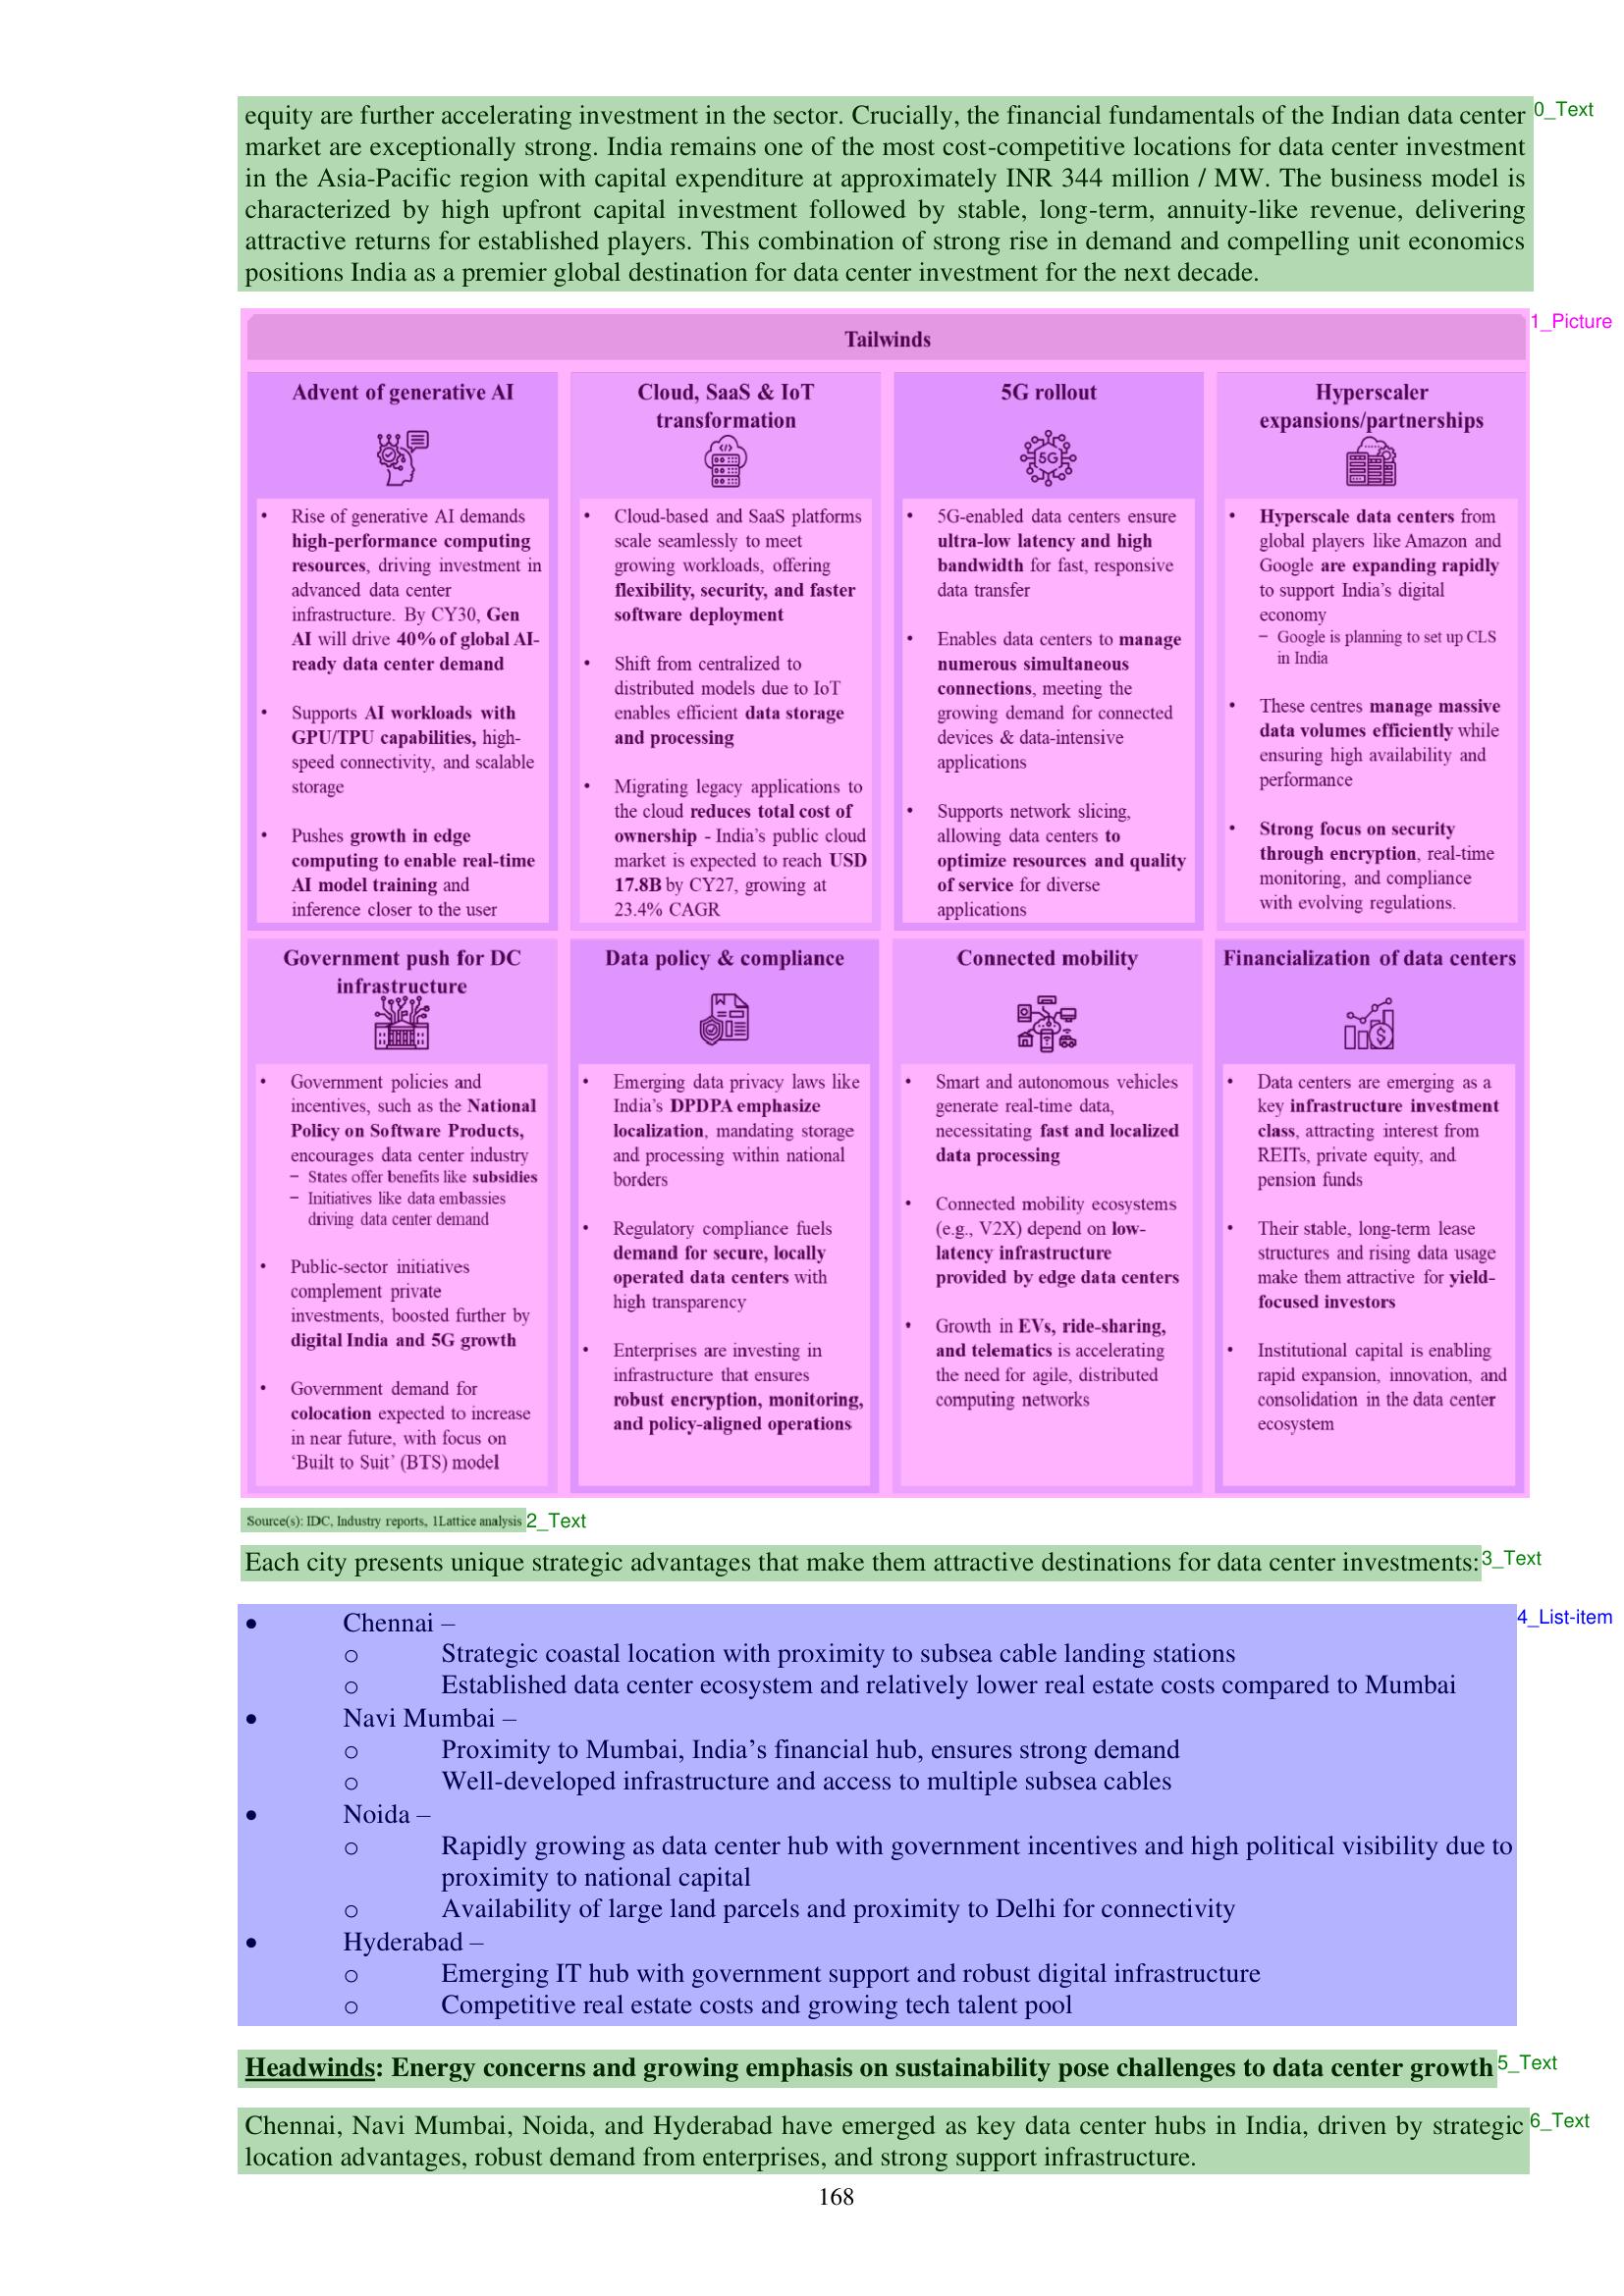 equity are further accelerating investment in the sector. Crucially, the financial fundamentals of the Indian data center
0_Text
market are exceptionally strong. India remains one of the most cost-competitive locations for data center investment
in the Asia-Pacific region with capital expenditure at approximately INR 344 million / MW. The business model is
characterized by high upfront capital investment followed by stable, long-term, annuity-like revenue, delivering
attractive returns for established players. This combination of strong rise in demand and compelling unit economics
positions India as a premier global destination for data center investment for the next decade.
1_Picture
Tailwinds
Advent of generative AI
• Rise of generative AI demands
high-performance computing
resources, driving investment in
advanced data center
infrastructure. By CY30, Gen
AI will drive 40% of global AI-
ready data center demand
• Supports AI workloads with
GPU/TPU capabilities, high-
speed connectivity, and scalable
storage
• Pushes growth in edge
computing to enable real-time
AI model training and
inference closer to the user
Cloud, SaaS & IoT
transformation
</>
• Cloud-based and SaaS platforms
scale seamlessly to meet
growing workloads, offering
flexibility, security, and faster
software deployment
• Shift from centralized to
distributed models due to IoT
enables efficient data storage
and processing
• Migrating legacy applications to
the cloud reduces total cost of
ownership - India's public cloud
market is expected to reach USD
17.8B by CY27, growing at
23.4% CAGR
5G rollout
5G
• 5G-enabled data centers ensure
ultra-low latency and high
bandwidth for fast, responsive
data transfer
• Enables data centers to manage
numerous simultaneous
connections, meeting the
growing demand for connected
devices & data-intensive
applications
• Supports network slicing,
allowing data centers to
optimize resources and quality
of service for diverse
applications
Hyperscaler
expansions/partnerships
• Hyperscale data centers from
global players like Amazon and
Google are expanding rapidly
to support India's digital
economy
– Google is planning to set up CLS
in India
• These centres manage massive
data volumes efficiently while
ensuring high availability and
performance
• Strong focus on security
through encryption, real-time
monitoring, and compliance
with evolving regulations.
Government push for DC
infrastructure
• Government policies and
incentives, such as the National
Policy on Software Products,
encourages data center industry
– States offer benefits like subsidies
– Initiatives like data embassies
driving data center demand
• Public-sector initiatives
complement private
investments, boosted further by
digital India and 5G growth
• Government demand for
colocation expected to increase
in near future, with focus on
'Built to Suit' (BTS) model
Data policy & compliance
• Emerging data privacy laws like
India's DPDPA emphasize
localization, mandating storage
and processing within national
borders
• Regulatory compliance fuels
demand for secure, locally
operated data centers with
high transparency
• Enterprises are investing in
infrastructure that ensures
robust encryption, monitoring,
and policy-aligned operations
Connected mobility
• Smart and autonomous vehicles
generate real-time data,
necessitating fast and localized
data processing
• Connected mobility ecosystems
(e.g., V2X) depend on low-
latency infrastructure
provided by edge data centers
• Growth in EVs, ride-sharing,
and telematics is accelerating
the need for agile, distributed
computing networks
Financialization of data centers
$
• Data centers are emerging as a
key infrastructure investment
class, attracting interest from
REITs, private equity, and
pension funds
• Their stable, long-term lease
structures and rising data usage
make them attractive for yield-
focused investors
• Institutional capital is enabling
rapid expansion, innovation, and
consolidation in the data center
ecosystem
Source(s): IDC, Industry reports, 1Lattice analysis
2_Text
Each city presents unique strategic advantages that make them attractive destinations for data center investments:
3_Text
4_List-item
• Chennai –
o Strategic coastal location with proximity to subsea cable landing stations
o Established data center ecosystem and relatively lower real estate costs compared to Mumbai
• Navi Mumbai –
o Proximity to Mumbai, India's financial hub, ensures strong demand
o Well-developed infrastructure and access to multiple subsea cables
• Noida –
o Rapidly growing as data center hub with government incentives and high political visibility due to
proximity to national capital
o Availability of large land parcels and proximity to Delhi for connectivity
• Hyderabad –
o Emerging IT hub with government support and robust digital infrastructure
o Competitive real estate costs and growing tech talent pool
Headwinds: Energy concerns and growing emphasis on sustainability pose challenges to data center growth
5_Text
Chennai, Navi Mumbai, Noida, and Hyderabad have emerged as key data center hubs in India, driven by strategic
6_Text
location advantages, robust demand from enterprises, and strong support infrastructure.
168